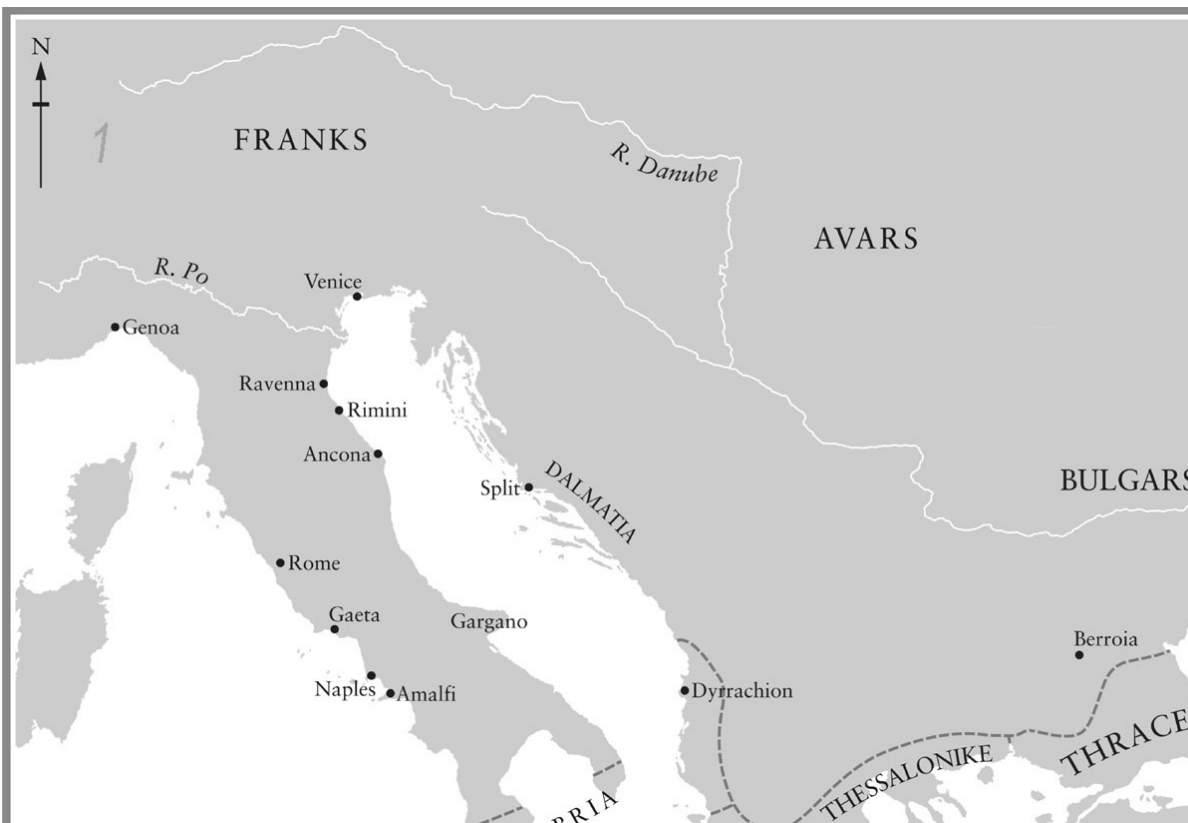 N
1
FRANKS
R. Danube
AVARS
R. Po
Venice
Genoa
Ravenna
Rimini
Ancona
Split
DALMATIA
BULGARS
Rome
Gaeta
Gargano
Berroia
Naples
Amalfi
Dyrrachion
THRACE
THESSALONIKE
BRIA